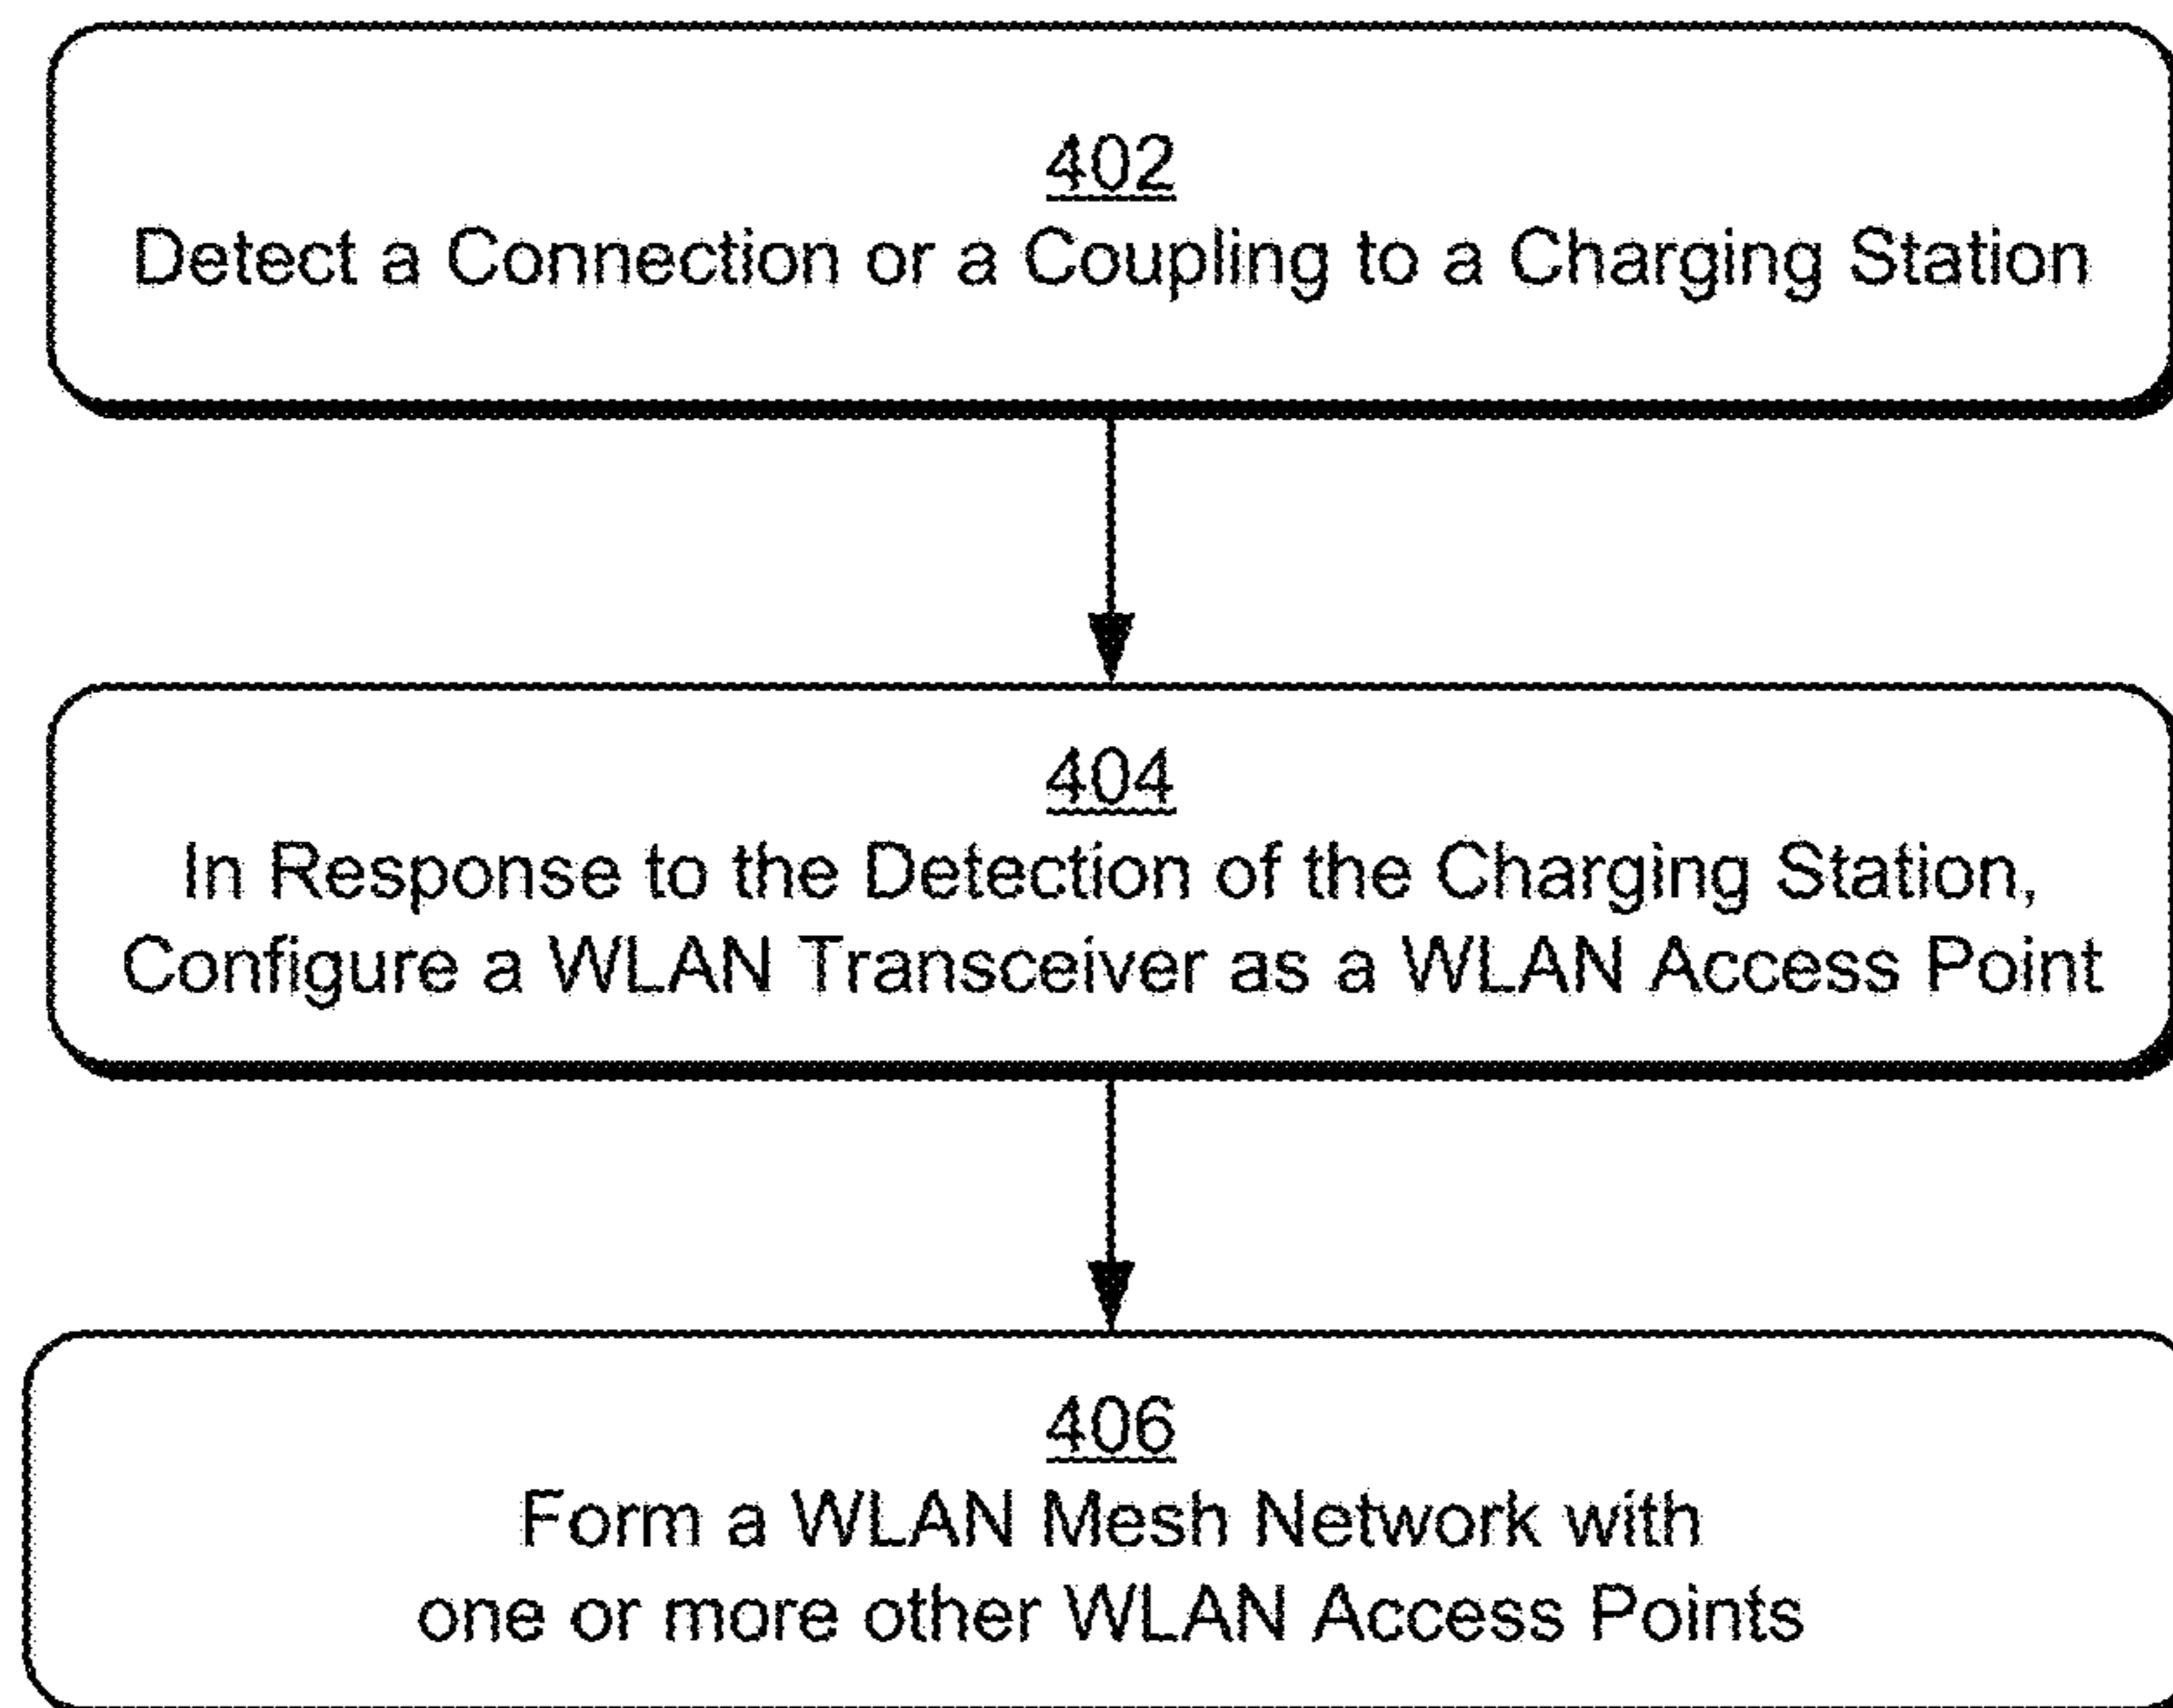 402
Detect a Connection or a Coupling to a Charging Station
404
In Response to the Detection of the Charging Station,
Configure a WLAN Transceiver as a WLAN Access Point
406
Form a WLAN Mesh Network with
one or more other WLAN Access Points